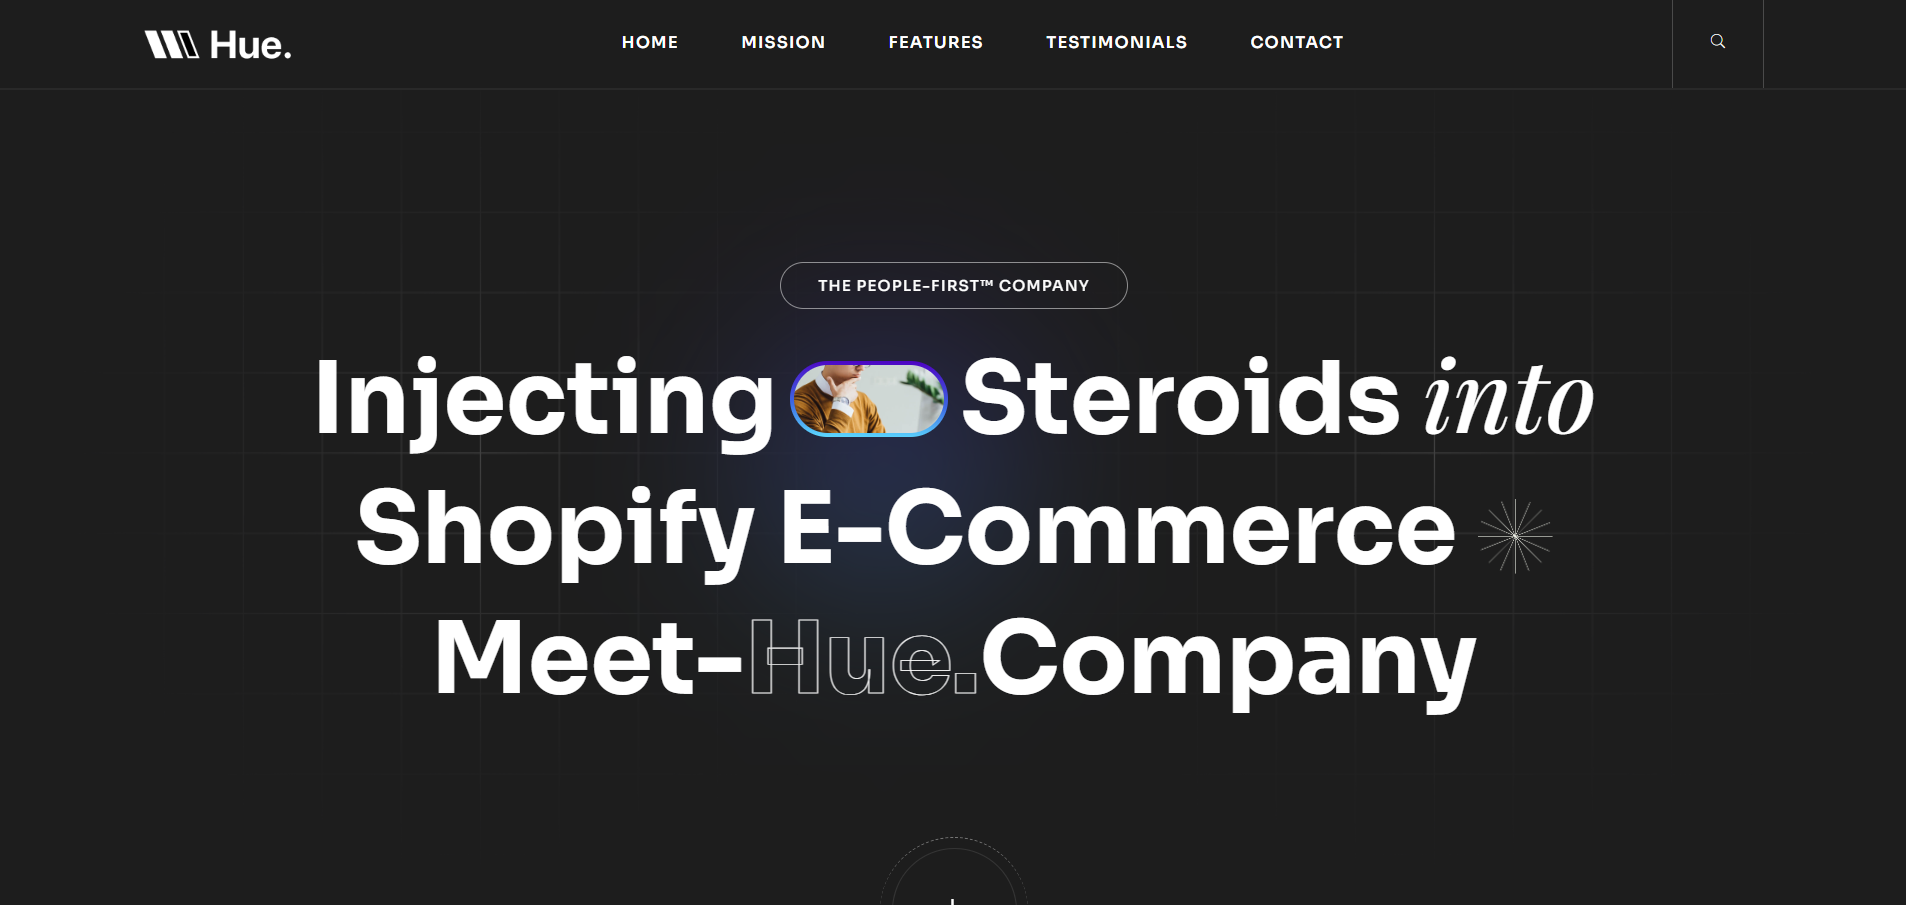 Hue.
HOME MISSION FEATURES TESTIMONIALS CONTACT
THE PEOPLE-FIRST™ COMPANY
Injecting Steroids into
Shopify E-Commerce
Meet-Hue.Company